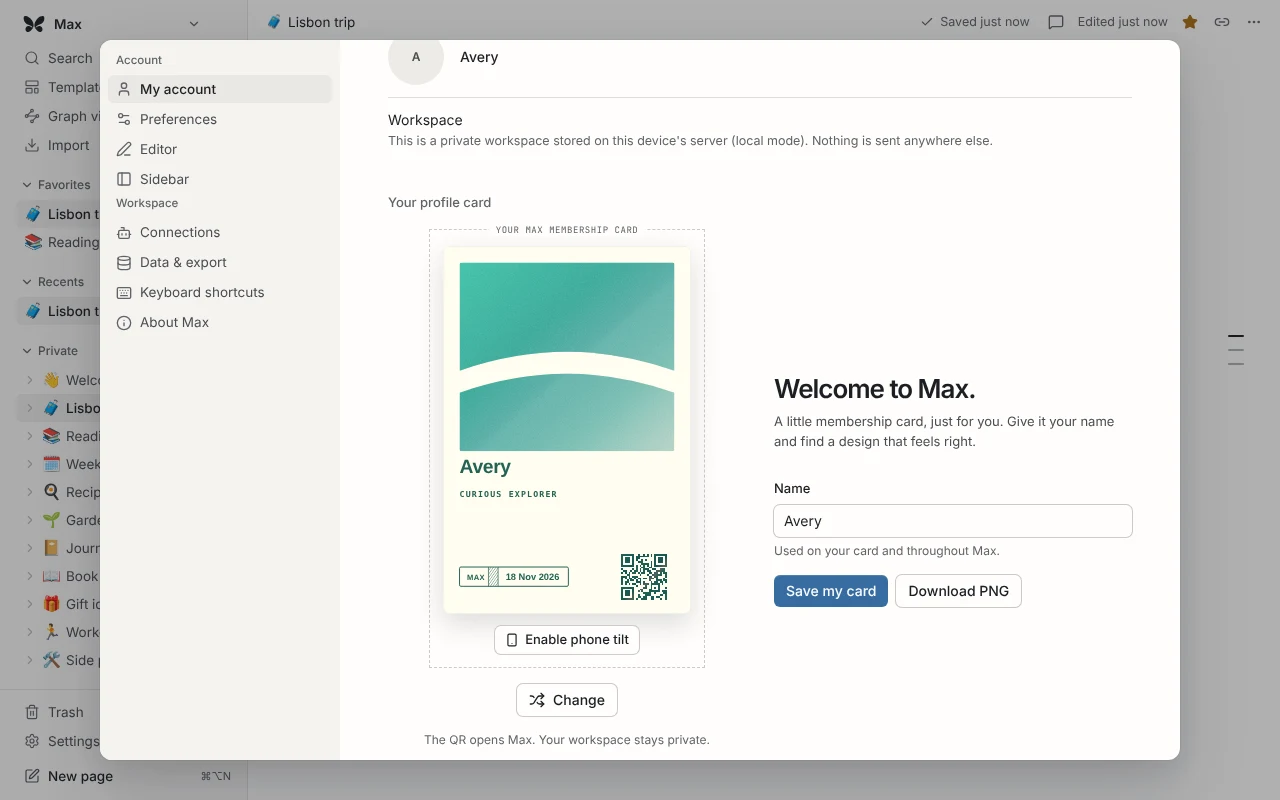 Max
Search
Templat
Graph vi
Import
Favorites
Lisbon t
Reading
Recents
Lisbon t
Private
Welco
Lisbo
Readi
Week
Recip
Garde
Journ
Book
Gift ic
Work
Side p
Trash
Settings
New page ⌘⌥N
Lisbon trip
Saved just now
Edited just now
Account
My account
Preferences
Editor
Sidebar
Workspace
Connections
Data & export
Keyboard shortcuts
About Max
A
Avery
Workspace
This is a private workspace stored on this device's server (local mode). Nothing is sent anywhere else.
Your profile card
YOUR MAX MEMBERSHIP CARD
Avery
CURIOUS EXPLORER
MAX 18 Nov 2026
Enable phone tilt
Change
The QR opens Max. Your workspace stays private.
Welcome to Max.
A little membership card, just for you. Give it your name
and find a design that feels right.
Name
Avery
Used on your card and throughout Max.
Save my card
Download PNG